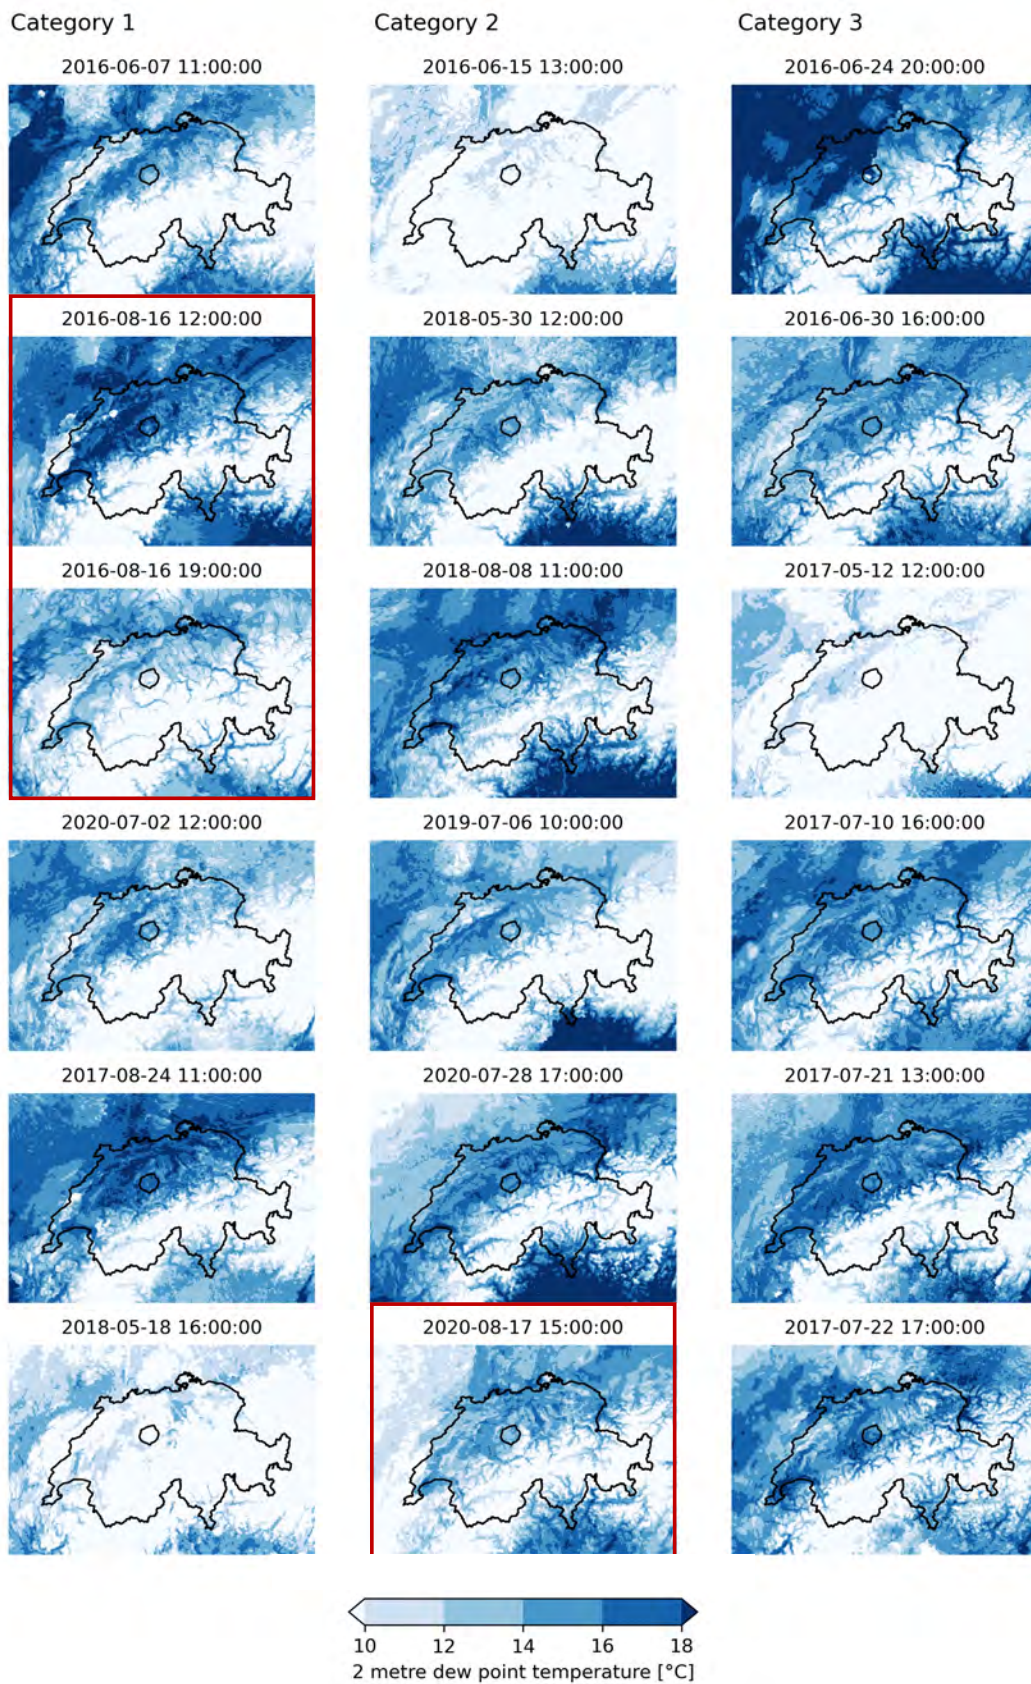 Category 1 Category 2 Category 3
2016-06-07 11:00:00 2016-06-15 13:00:00 2016-06-24 20:00:00
2016-08-16 12:00:00 2018-05-30 12:00:00 2016-06-30 16:00:00
2016-08-16 19:00:00 2018-08-08 11:00:00 2017-05-12 12:00:00
2020-07-02 12:00:00 2019-07-06 10:00:00 2017-07-10 16:00:00
2017-08-24 11:00:00 2020-07-28 17:00:00 2017-07-21 13:00:00
2018-05-18 16:00:00 2020-08-17 15:00:00 2017-07-22 17:00:00
10 12 14 16 18
2 metre dew point temperature [°C]